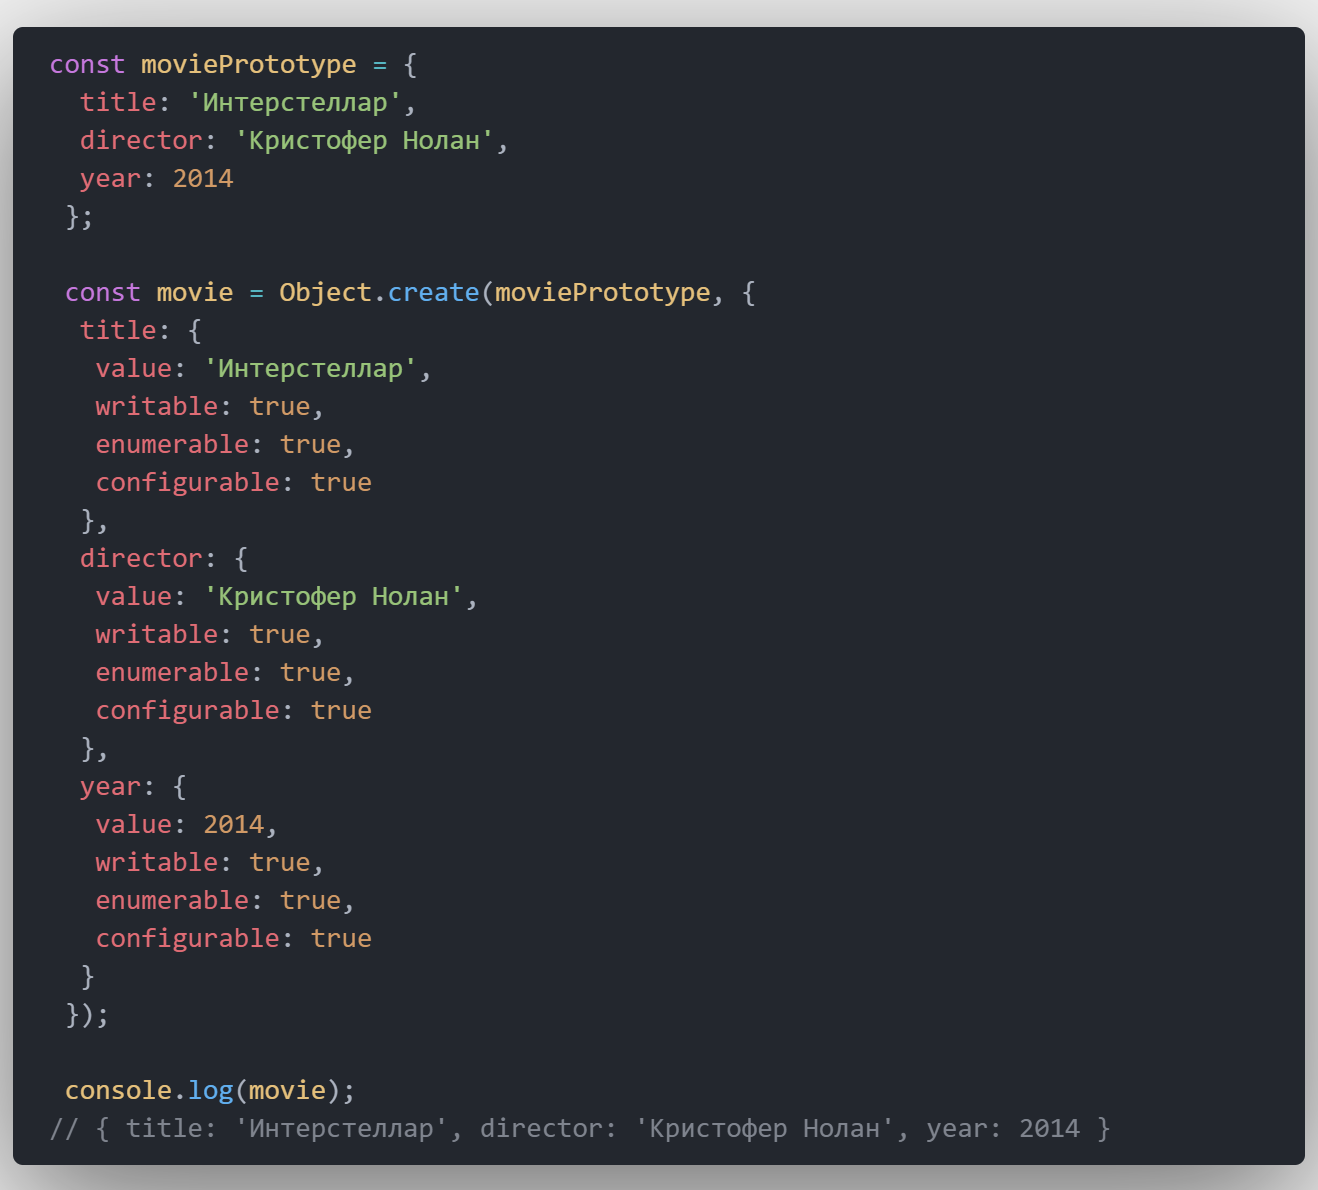 const moviePrototype = {
  title: 'Интерстеллар',
  director: 'Кристофер Нолан',
  year: 2014
 };

 const movie = Object.create(moviePrototype, {
  title: {
   value: 'Интерстеллар',
   writable: true,
   enumerable: true,
   configurable: true
  },
  director: {
   value: 'Кристофер Нолан',
   writable: true,
   enumerable: true,
   configurable: true
  },
  year: {
   value: 2014,
   writable: true,
   enumerable: true,
   configurable: true
  }
 });

 console.log(movie);
// { title: 'Интерстеллар', director: 'Кристофер Нолан', year: 2014 }